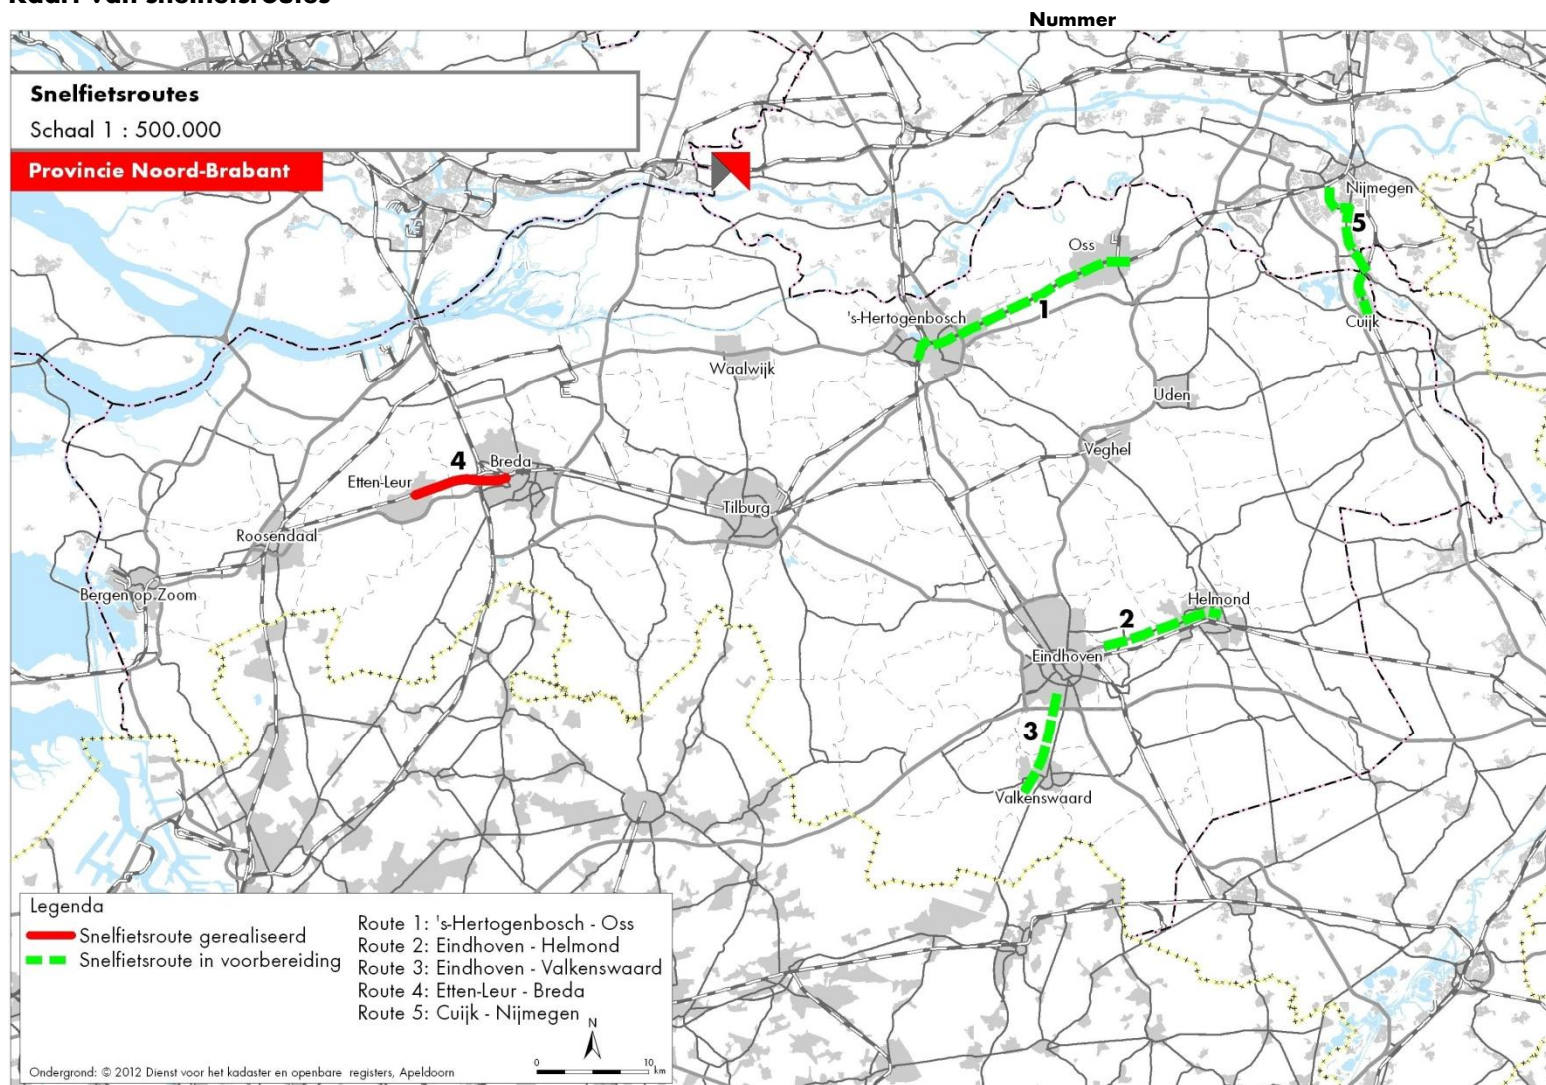 Kaart van snelfietsroutes
Nummer
Snelfietsroutes
Schaal 1 : 500.000
Provincie Noord-Brabant
Nijmegen
5
Oss
1
's-Hertogenbosch
Cuijk
Waalwijk
Uden
Veghel
4
Breda
Etten-Leur
Tilburg
Roosendaal
Bergen op Zoom
Helmond
2
Eindhoven
3
Valkenswaard
Legenda
Snelfietsroute gerealiseerd
Snelfietsroute in voorbereiding
Route 1: 's-Hertogenbosch - Oss
Route 2: Eindhoven - Helmond
Route 3: Eindhoven - Valkenswaard
Route 4: Etten-Leur - Breda
Route 5: Cuijk - Nijmegen
N
0 10 km
Ondergrond: © 2012 Dienst voor het kadaster en openbare registers, Apeldoorn